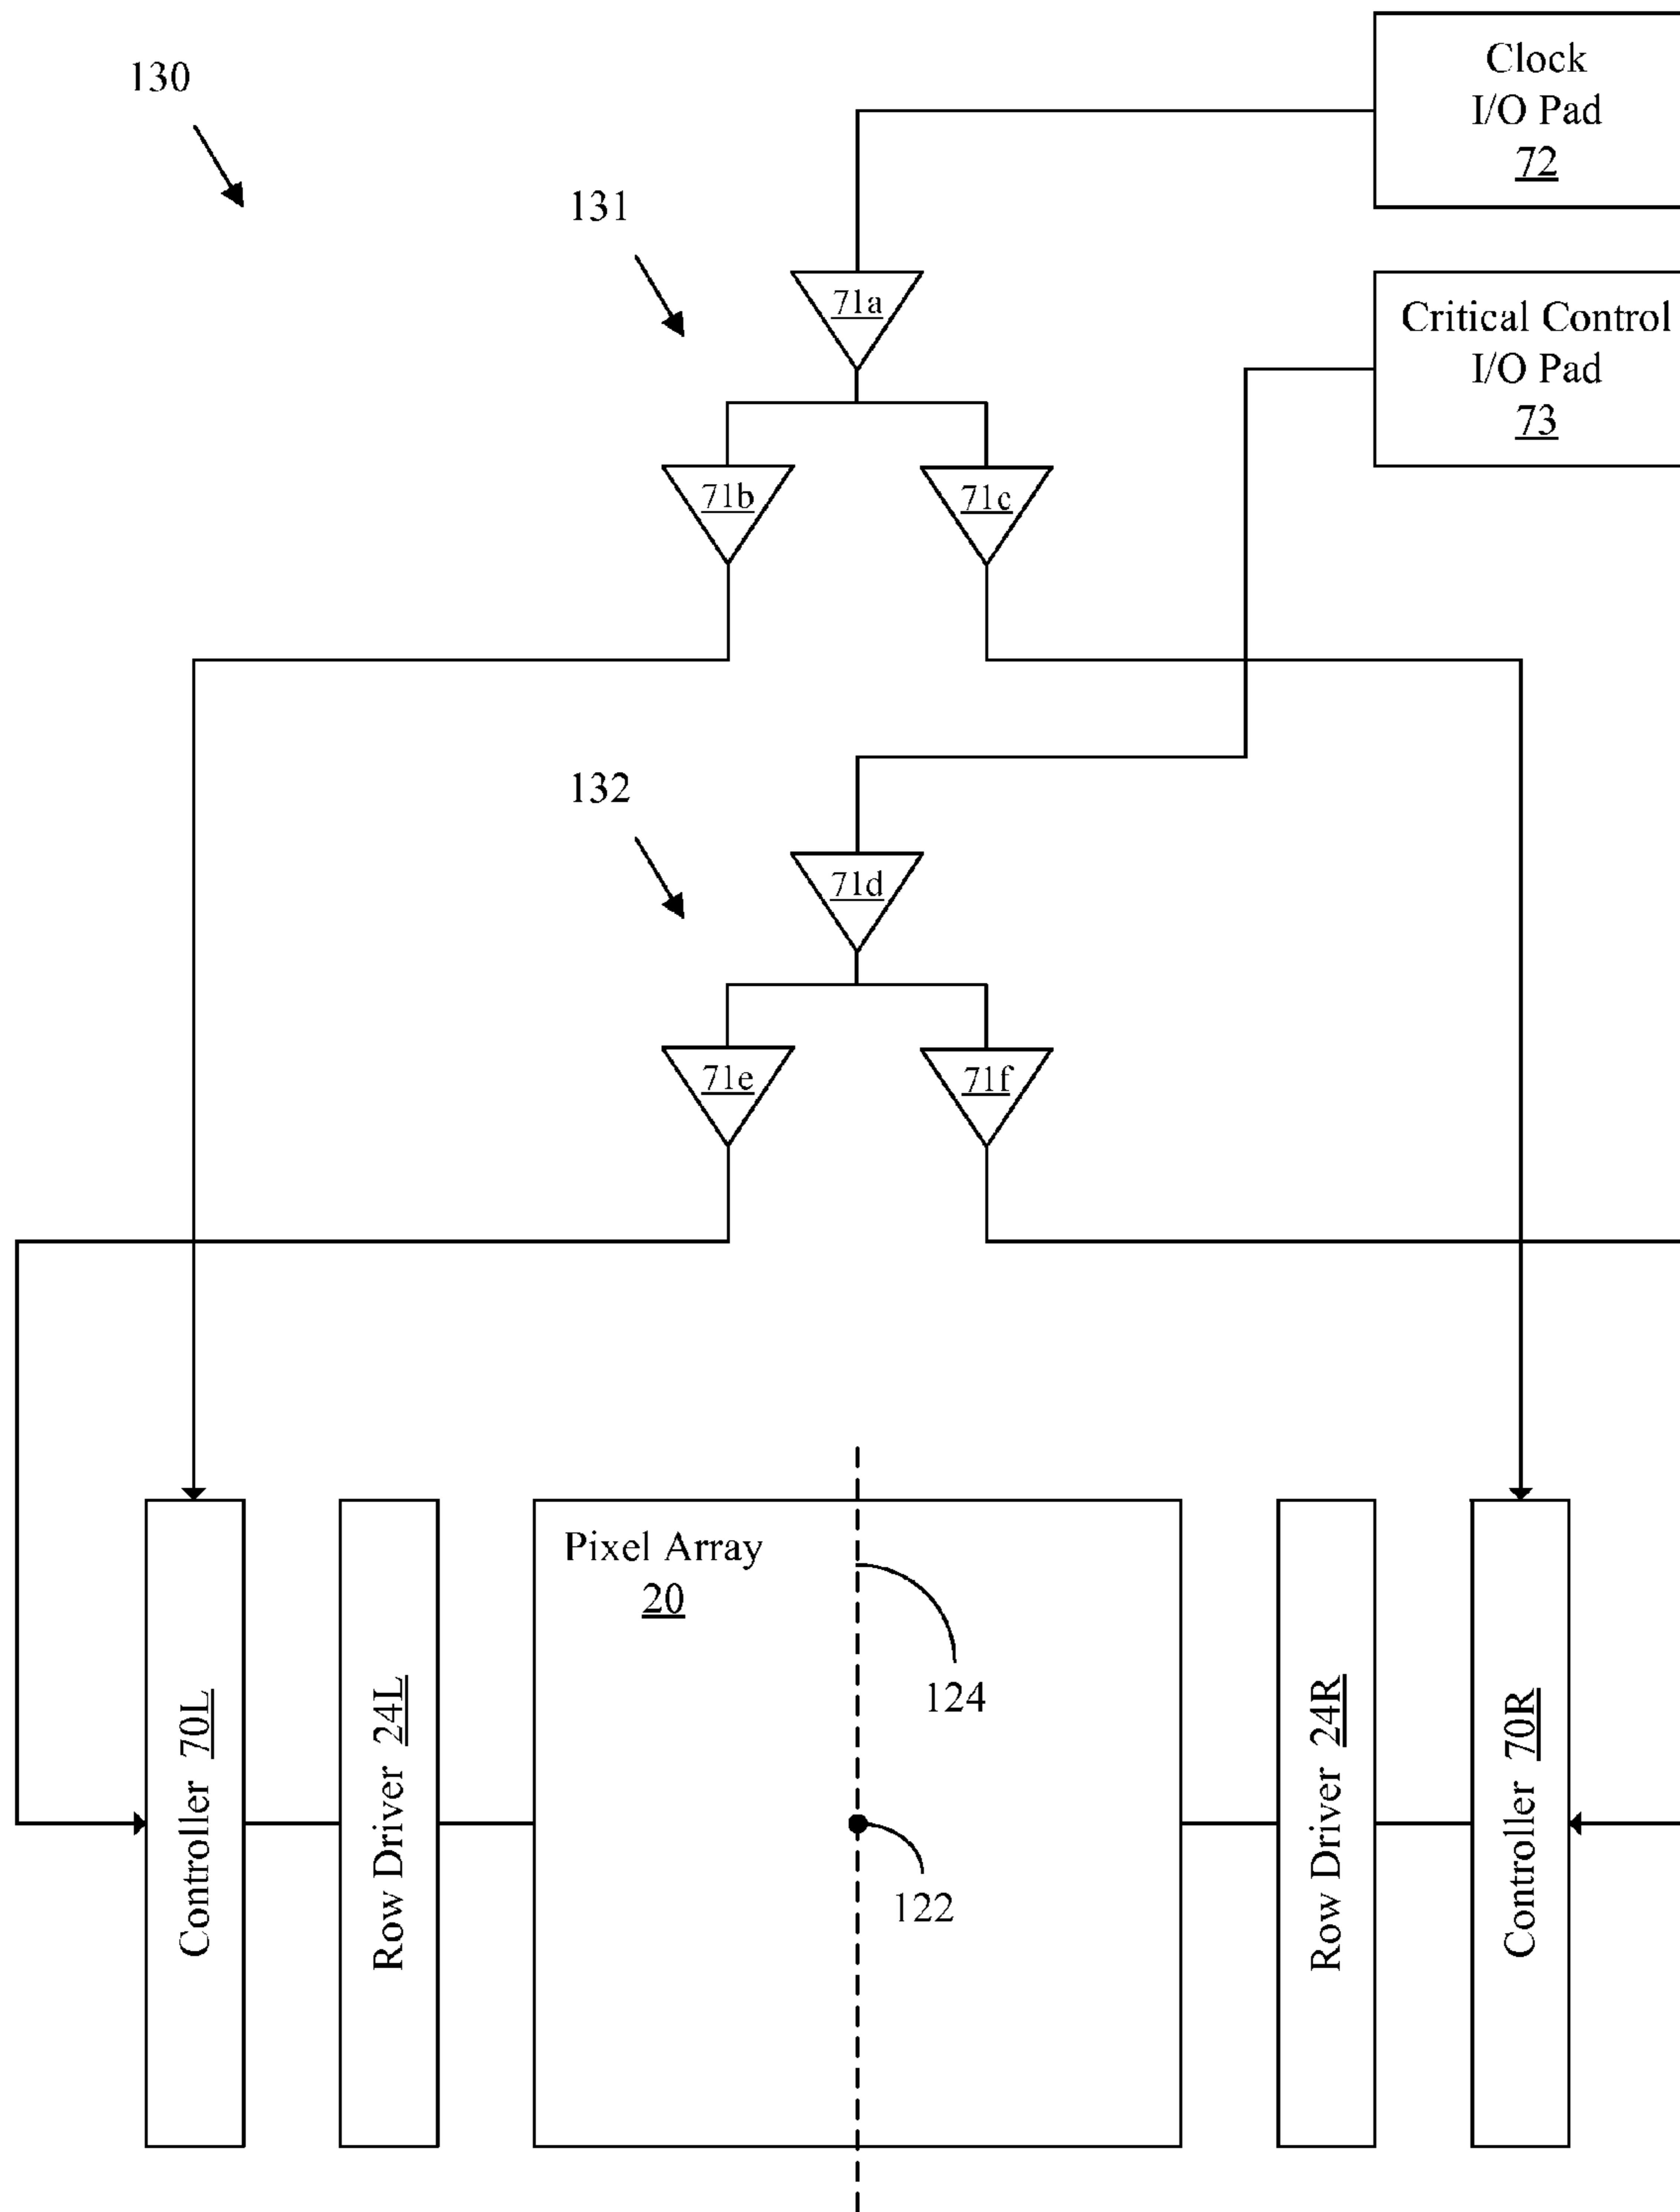 130
Clock
I/O Pad
72
131
71a
Critical Control
I/O Pad
73
71b
71c
132
71d
71e
71f
Pixel Array
20
124
122
Controller 70L
Row Driver 24L
Row Driver 24R
Controller 70R